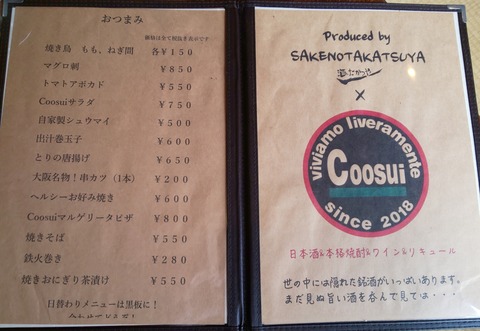 おつまみ
価格は全て税抜き表示です
焼き鳥 もも、ねぎ間 各¥150
マグロ刺 ¥850
トマトアボカド ¥550
Coosuiサラダ ¥750
自家製シュウマイ ¥500
出汁巻玉子 ¥600
とりの唐揚げ ¥650
大阪名物!串カツ(1本) ¥200
ヘルシーお好み焼き ¥600
Coosuiマルゲリータピザ ¥800
焼きそば ¥550
鉄火巻き ¥280
焼きおにぎり茶漬け ¥550
日替わりメニューは黒板に!
Produced by
SAKENOTAKATSUYA
×
viviamo liveramente
Coosui
since 2018
日本酒&本格焼酎&ワイン&リキュール
世の中には隠れた銘酒がいっぱいあります。
まだ見ぬ旨い酒を呑んで見ては・・・